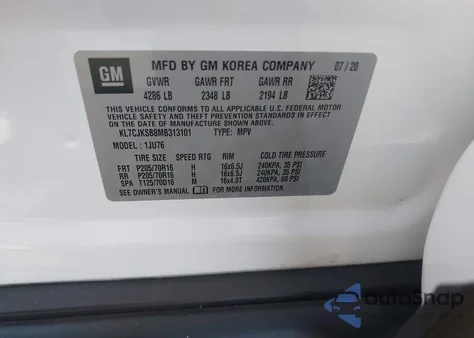 GM MFD BY GM KOREA COMPANY 07/20
GVWR GAWR FRT GAWR RR
4286 LB 2348 LB 2194 LB
THIS VEHICLE CONFORMS TO ALL APPLICABLE U.S. FEDERAL
MOTOR VEHICLE SAFETY, BUMPER, AND THEFT PREVENTION
STANDARDS IN EFFECT ON THE DATE OF MANUFACTURE SHOWN ABOVE.
KL7CJKSB8MB313101 TYPE: MPV
MODEL: 1JU76
TIRE SIZE SPEED RTG RIM COLD TIRE PRESSURE
FRT P205/70R16 H 16x6.5J 240KPA, 35 PSI
RR P205/70R16 H 16x6.5J 240KPA, 35 PSI
SPA T125/70D16 M 16x4.0T 420KPA, 60 PSI
SEE OWNER'S MANUAL FOR ADDITIONAL INFORMATION.
autoSnap